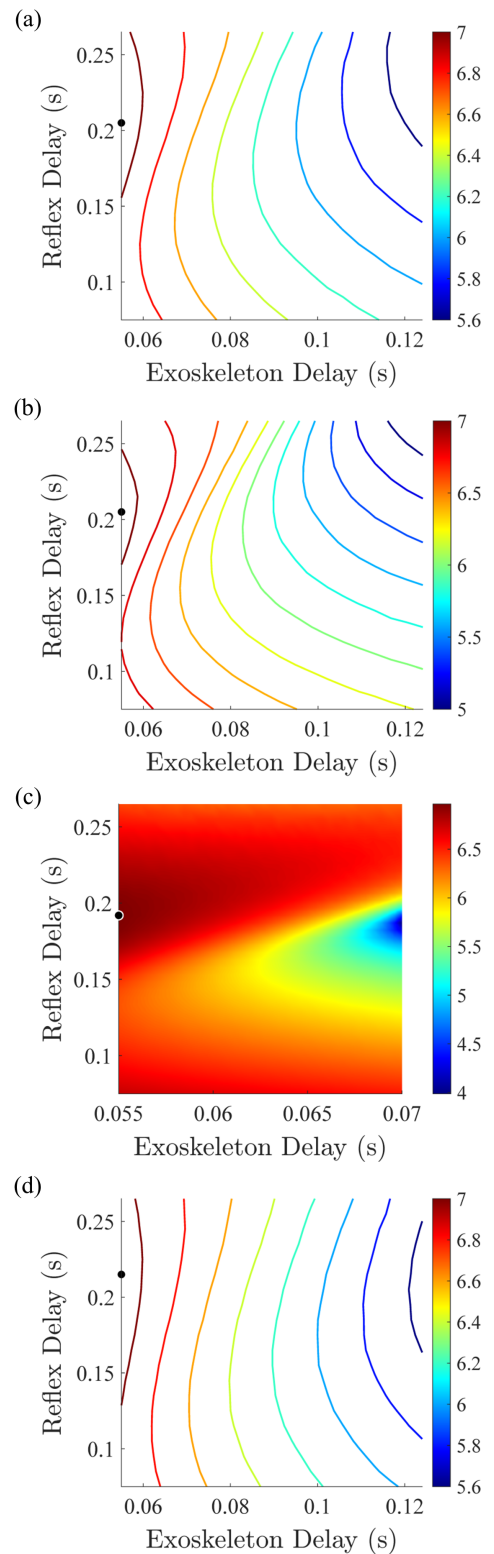 (a)
7
6.8
6.6
6.4
6.2
6
5.8
5.6
0.25
0.2
0.15
0.1
Reflex Delay (s)
0.06 0.08 0.1 0.12
Exoskeleton Delay (s)
(b)
7
6.5
6
5.5
5
0.25
0.2
0.15
0.1
Reflex Delay (s)
0.06 0.08 0.1 0.12
Exoskeleton Delay (s)
(c)
6.5
6
5.5
5
4.5
4
0.25
0.2
0.15
0.1
Reflex Delay (s)
0.055 0.06 0.065 0.07
Exoskeleton Delay (s)
(d)
7
6.8
6.6
6.4
6.2
6
5.8
5.6
0.25
0.2
0.15
0.1
Reflex Delay (s)
0.06 0.08 0.1 0.12
Exoskeleton Delay (s)